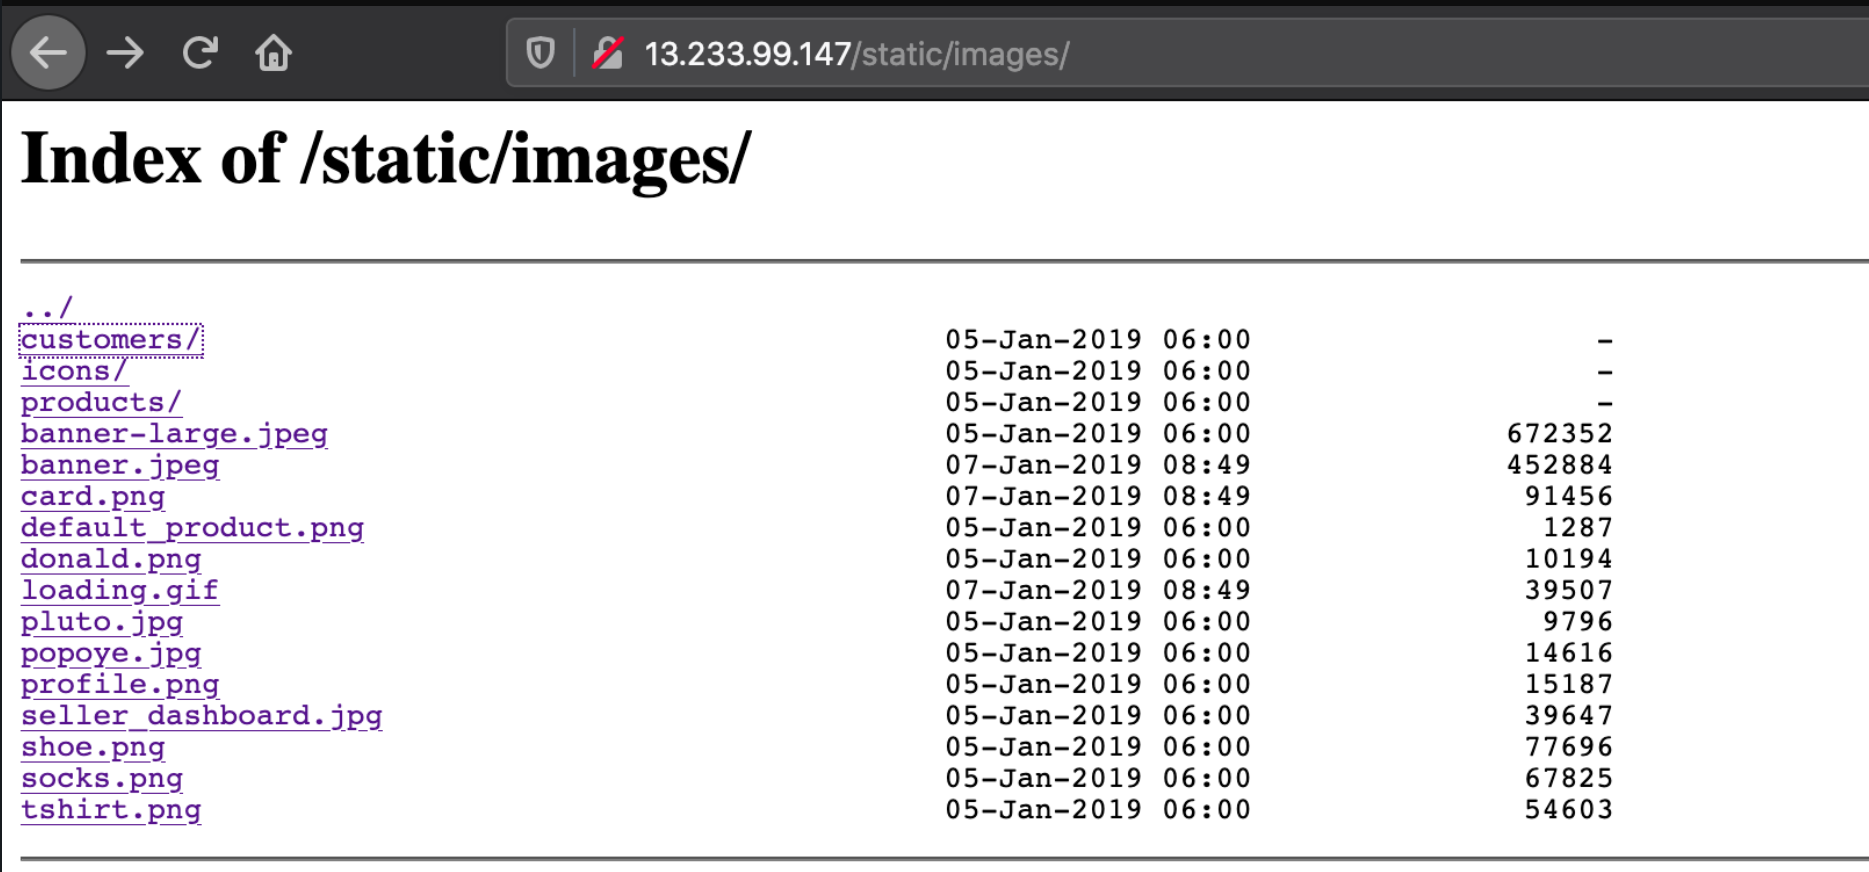 13.233.99.147/static/images/
Index of /static/images/
../
customers/ 05-Jan-2019 06:00 -
icons/ 05-Jan-2019 06:00 -
products/ 05-Jan-2019 06:00 -
banner-large.jpeg 05-Jan-2019 06:00 672352
banner.jpeg 07-Jan-2019 08:49 452884
card.png 07-Jan-2019 08:49 91456
default_product.png 05-Jan-2019 06:00 1287
donald.png 05-Jan-2019 06:00 10194
loading.gif 07-Jan-2019 08:49 39507
pluto.jpg 05-Jan-2019 06:00 9796
popoye.jpg 05-Jan-2019 06:00 14616
profile.png 05-Jan-2019 06:00 15187
seller_dashboard.jpg 05-Jan-2019 06:00 39647
shoe.png 05-Jan-2019 06:00 77696
socks.png 05-Jan-2019 06:00 67825
tshirt.png 05-Jan-2019 06:00 54603